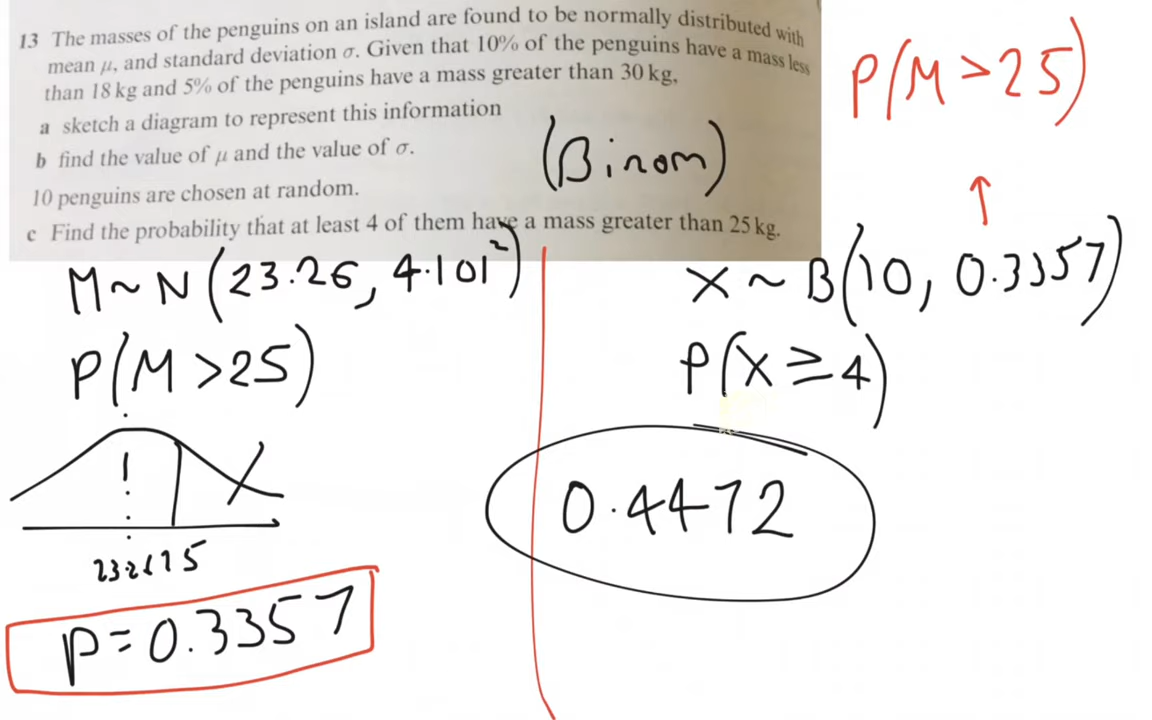 13 The masses of the penguins on an island are found to be normally distributed with
mean μ, and standard deviation σ. Given that 10% of the penguins have a mass less
than 18 kg and 5% of the penguins have a mass greater than 30 kg,
a sketch a diagram to represent this information
b find the value of μ and the value of σ.
10 penguins are chosen at random.
c Find the probability that at least 4 of them have a mass greater than 25 kg.
P(M>25)
(Binom)
↑
M~N(23.26, 4.101²)
P(M>25)
23.26 25
P=0.3357
X~B(10, 0.3357)
P(X≥4)
0.4472